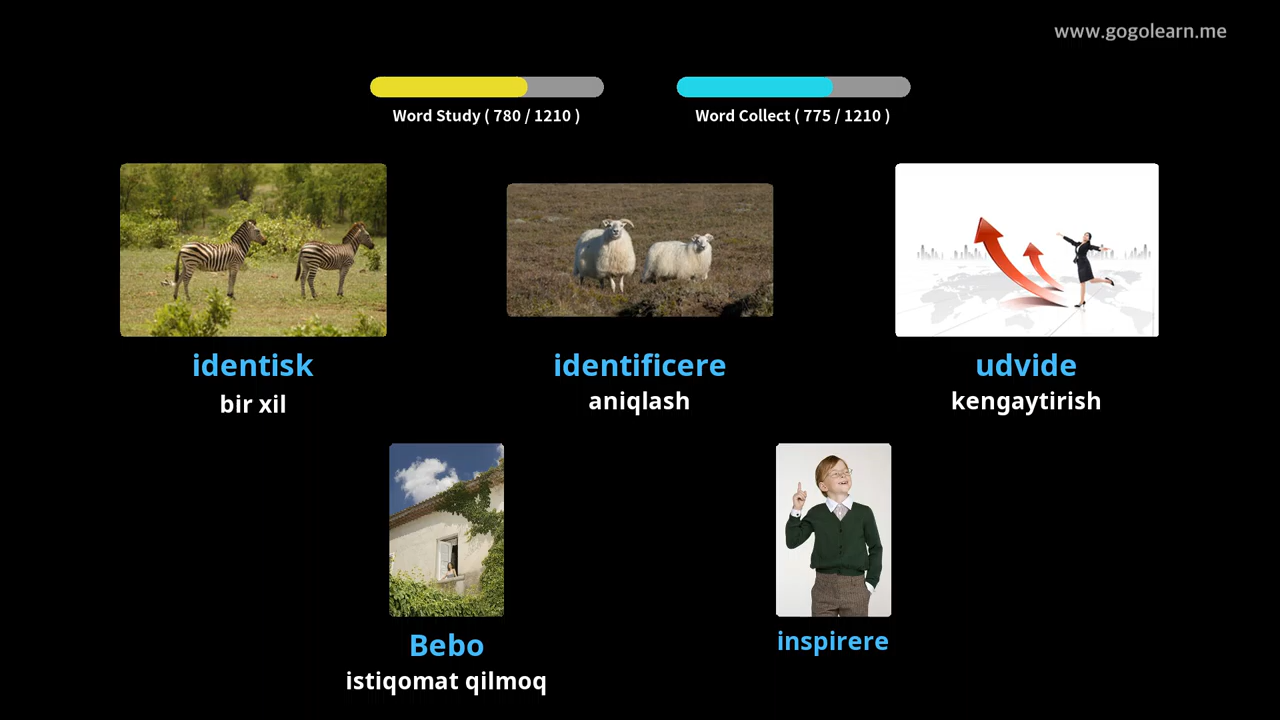 www.gogolearn.me
Word Study ( 780 / 1210 )
Word Collect ( 775 / 1210 )
identisk
bir xil
identificere
aniqlash
udvide
kengaytirish
Bebo
istiqomat qilmoq
inspirere